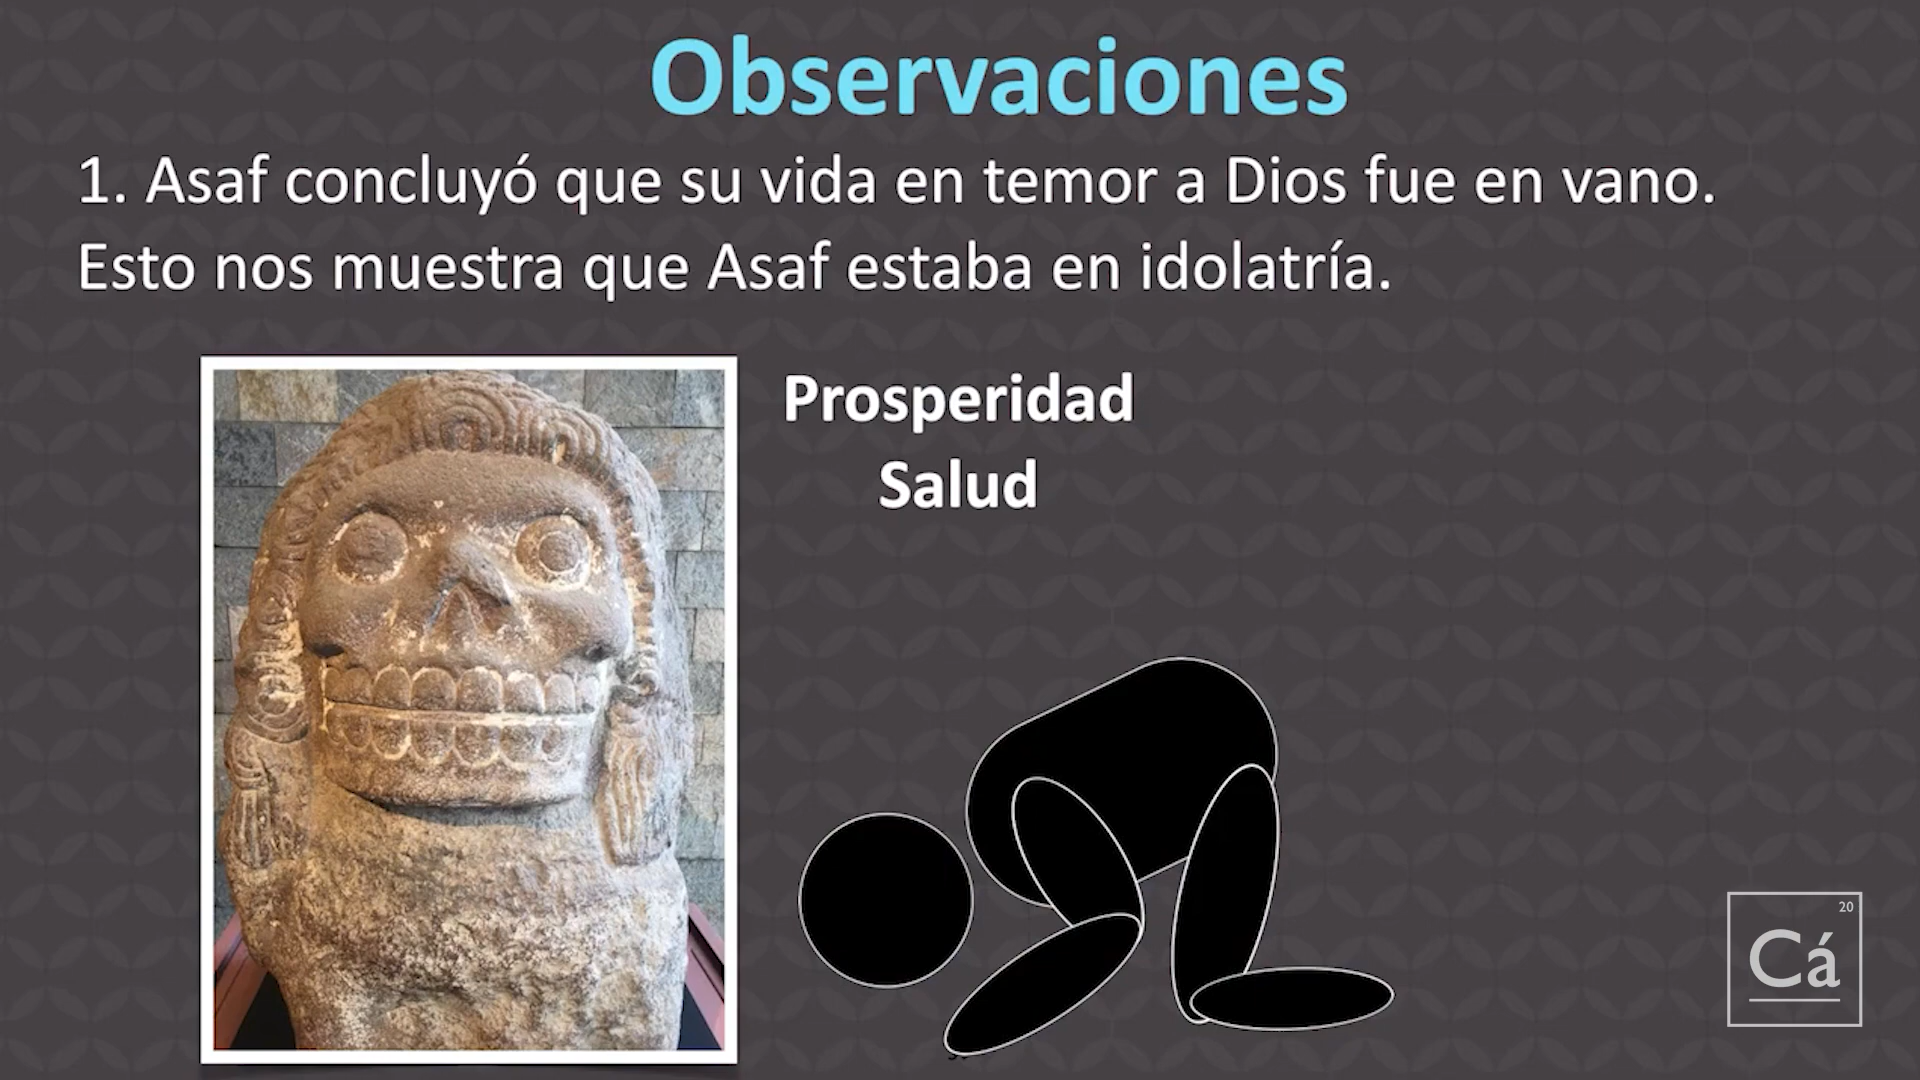 Observaciones
1. Asaf concluyó que su vida en temor a Dios fue en vano.
Esto nos muestra que Asaf estaba en idolatría.
Prosperidad
Salud
20
Cá